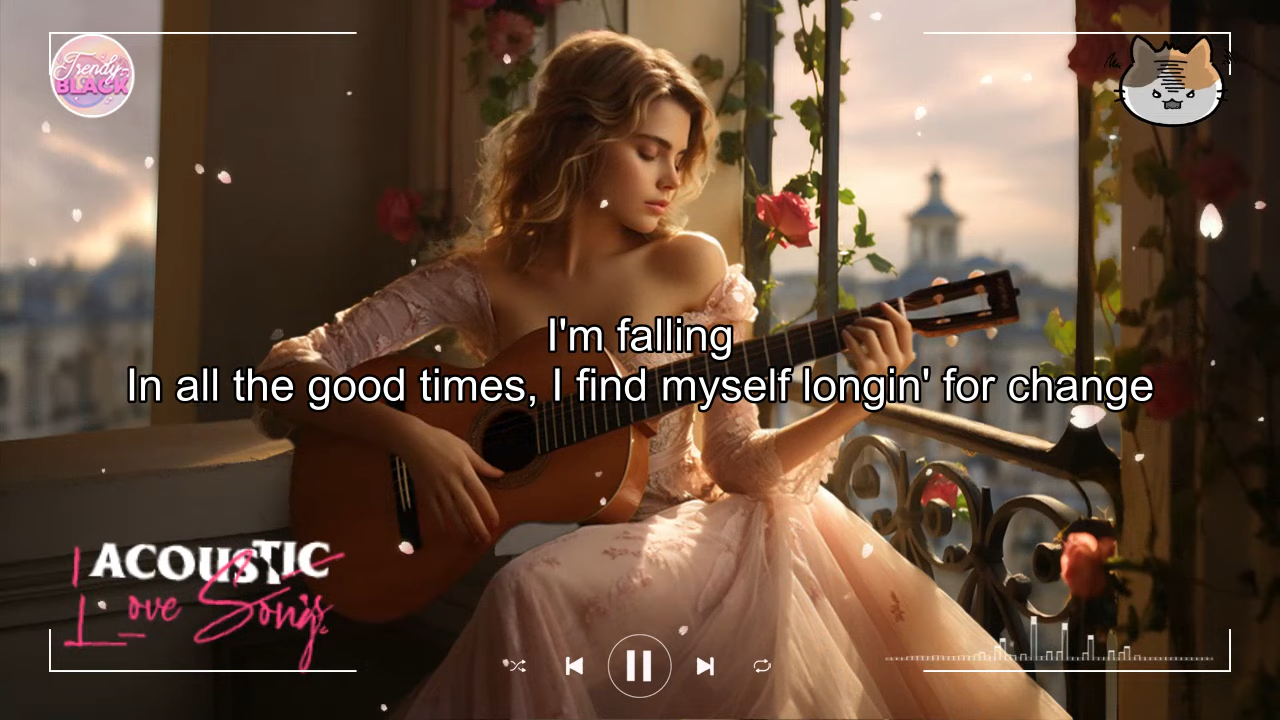 Trendy
BLACK
I'm falling
In all the good times, I find myself longin' for change
ACOUSTIC
Love Songs